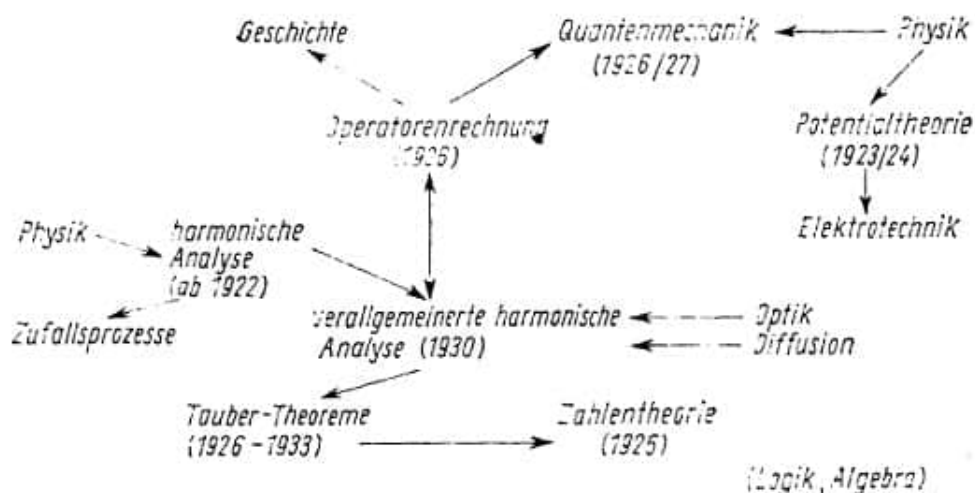 Geschichte
Quantenmechanik
(1926/27)
Physik
Operatorenrechnung
(1926)
Potentialtheorie
(1923/24)
Elektrotechnik
Physik
harmonische
Analyse
(ab 1922)
Zufallsprozesse
verallgemeinerte harmonische
Analyse (1930)
Optik
Diffusion
Tauber-Theoreme
(1926-1933)
Zahlentheorie
(1925)
(Logik, Algebra)